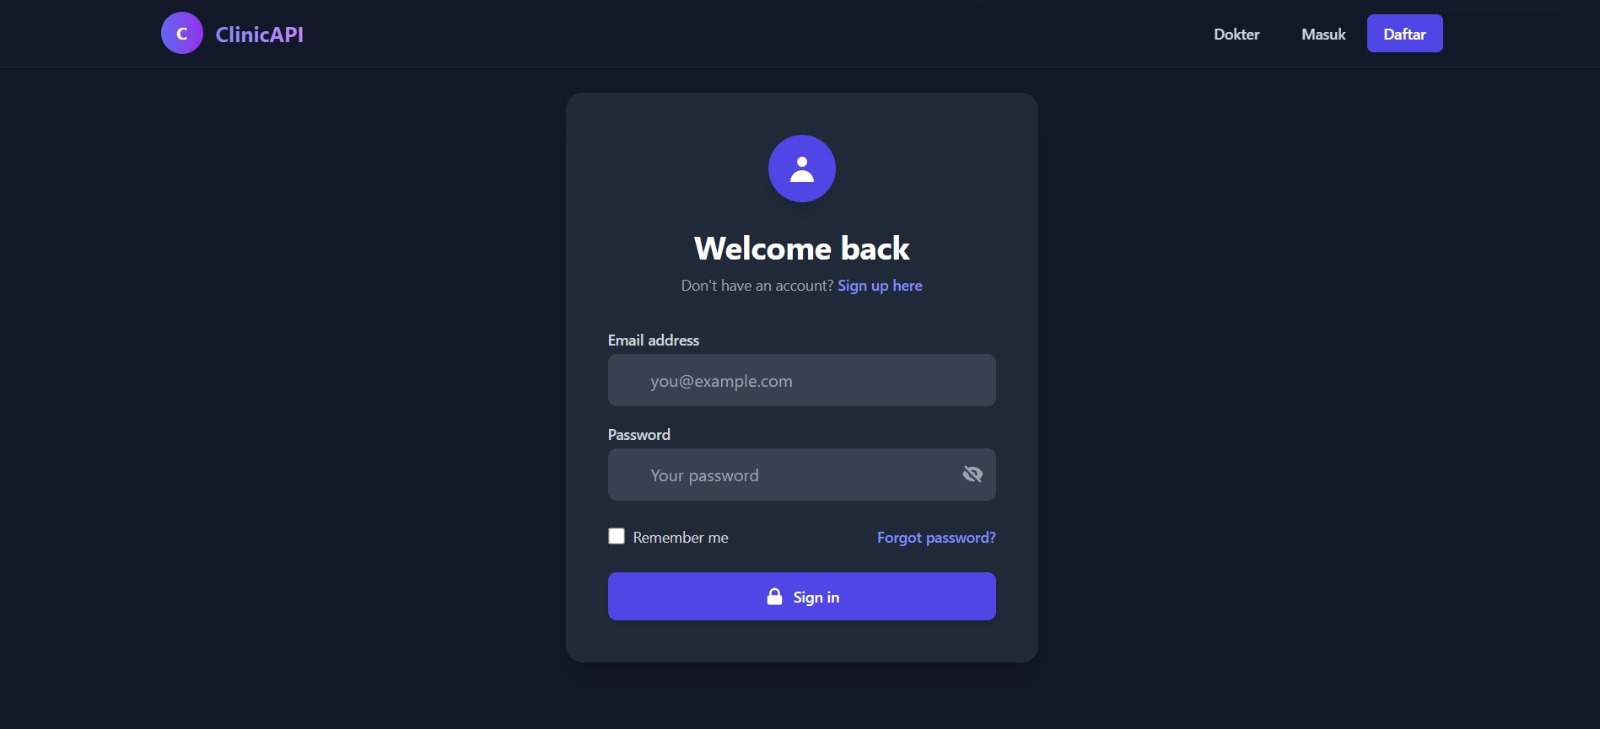 C ClinicAPI
Dokter Masuk Daftar
Welcome back
Don't have an account? Sign up here
Email address
you@example.com
Password
Your password
Remember me Forgot password?
Sign in